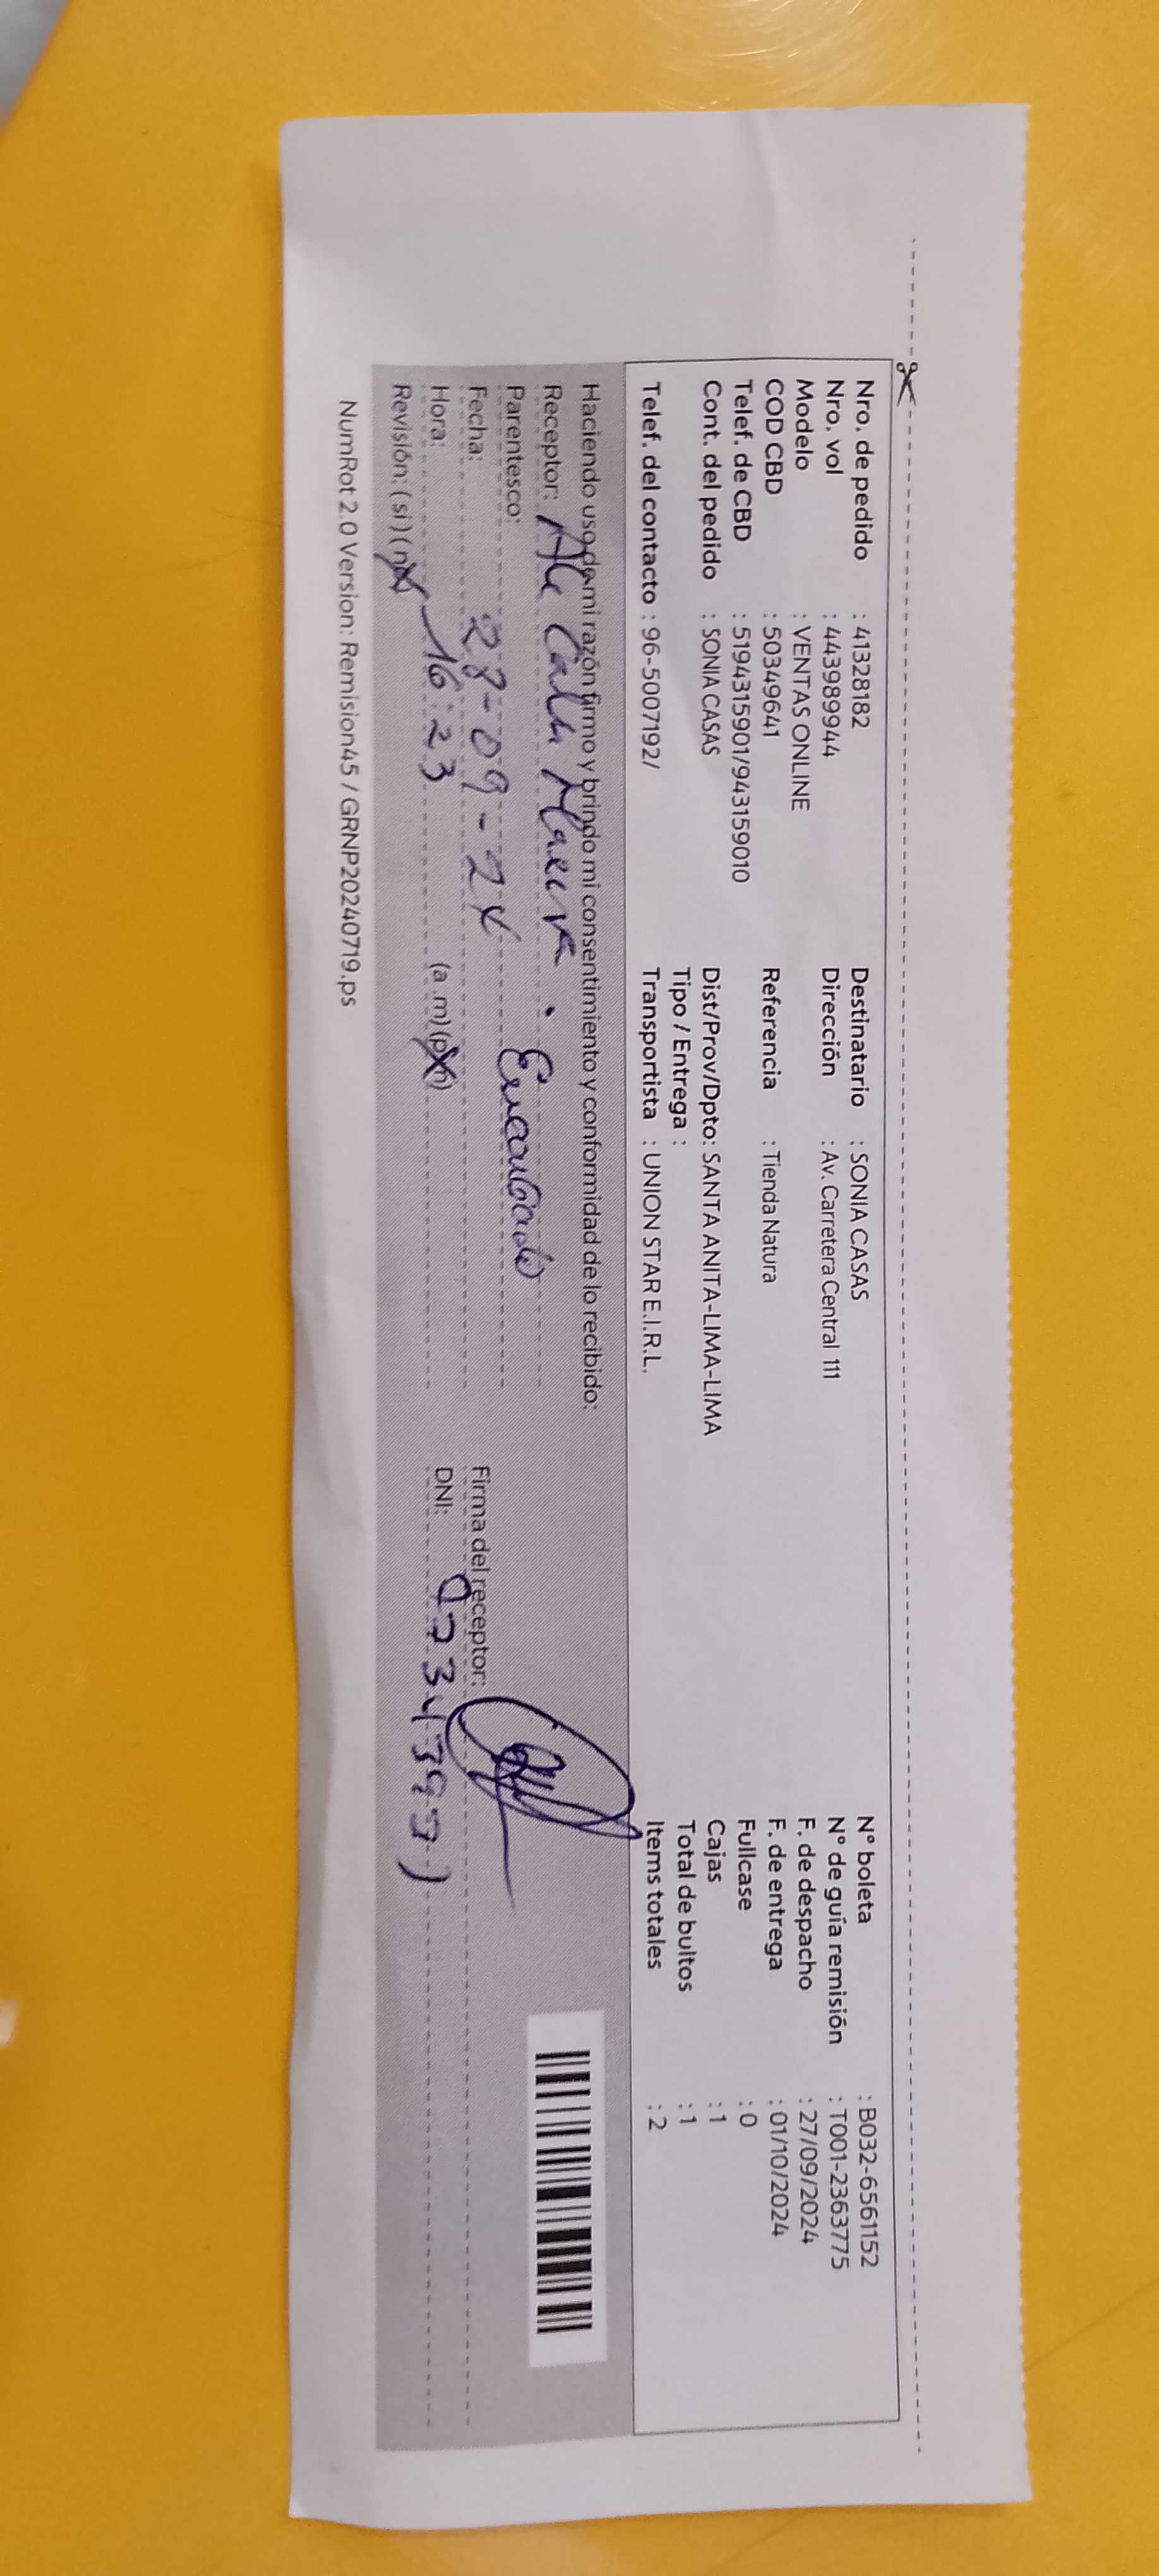 Nro. de pedido : 41328182
Nro. vol : 443989944
Modelo : VENTAS ONLINE
COD CBD : 50349641
Telef. de CBD : 5194315901/943159010
Cont. del pedido : SONIA CASAS
Telef. del contacto : 96-5007192/
Destinatario : SONIA CASAS
Dirección : Av. Carretera Central 111
Referencia : Tienda Natura
Dist/Prov/Dpto: SANTA ANITA-LIMA-LIMA
Tipo / Entrega :
Transportista : UNION STAR E.I.R.L.
N° boleta : B032-6561152
N° de guía remisión : T001-2363775
F. de despacho : 27/09/2024
F. de entrega : 01/10/2024
Fullcase : 0
Cajas : 1
Total de bultos : 1
Items totales : 2
Haciendo uso de mi razón firmo y brindo mi consentimiento y conformidad de lo recibido:
Receptor:
Parentesco:
Fecha: 28-09-24
Hora: 16:23 (a.m)(p.m)
Revisión: (si) (no)
Firma del receptor:
DNI:
NumRot 2.0 Version: Remision45 / GRNP20240719.ps